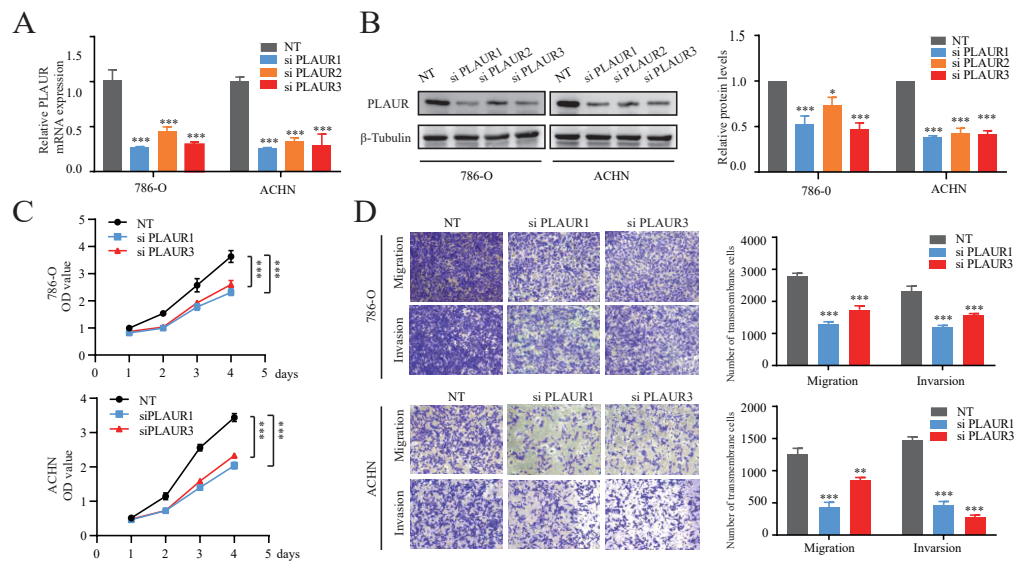 A
Relative PLAUR
mRNA expression
1.5
1.0
0.5
0.0
NT
si PLAUR1
si PLAUR2
si PLAUR3
***
***
***
***
***
***
786-O
ACHN
B
NT
si PLAUR1
si PLAUR2
si PLAUR3
NT
si PLAUR1
si PLAUR2
si PLAUR3
PLAUR
β-Tubulin
786-O
ACHN
Relative protein levels
1.5
1.0
0.5
0.0
NT
si PLAUR1
si PLAUR2
si PLAUR3
***
*
***
***
***
***
786-0
ACHN
C
786-O
OD value
5
4
3
2
1
0
NT
si PLAUR1
si PLAUR3
***
***
0 1 2 3 4 5 days
ACHN
OD value
4
3
2
1
0
NT
siPLAUR1
siPLAUR3
***
***
0 1 2 3 4 5 days
D
NT
si PLAUR1
si PLAUR3
786-O
Migration
Invasion
NT
si PLAUR1
si PLAUR3
ACHN
Migration
Invasion
Number of transmembrane cells
4000
3000
2000
1000
0
NT
si PLAUR1
si PLAUR3
***
***
***
***
Migration
Invarsion
Number of transmembrane cells
2000
1500
1000
500
0
NT
si PLAUR1
si PLAUR3
***
**
***
***
Migration
Invarsion